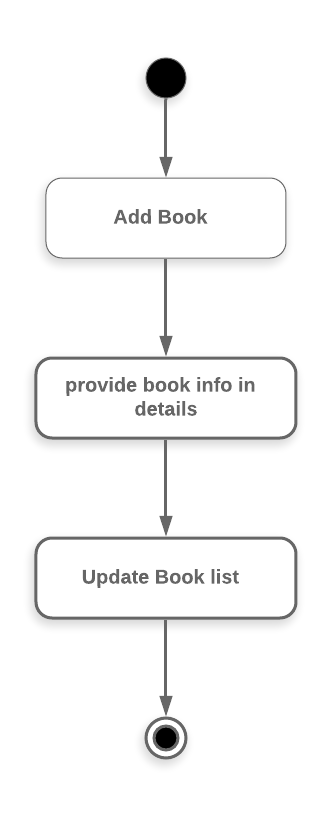 Add Book
provide book info in
details
Update Book list